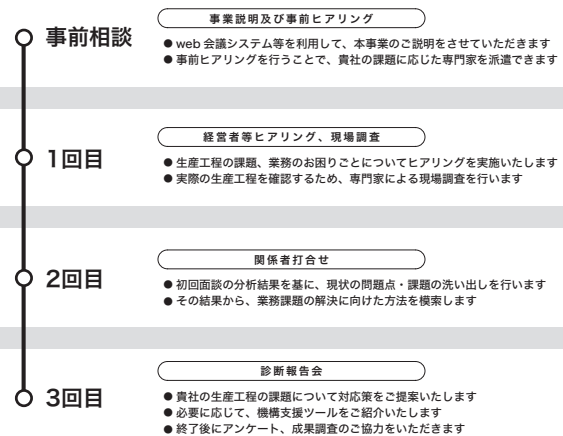 事前相談
事業説明及び事前ヒアリング
● web 会議システム等を利用して、本事業のご説明をさせていただきます
● 事前ヒアリングを行うことで、貴社の課題に応じた専門家を派遣できます
1回目
経営者等ヒアリング、現場調査
● 生産工程の課題、業務のお困りごとについてヒアリングを実施いたします
● 実際の生産工程を確認するため、専門家による現場調査を行います
2回目
関係者打合せ
● 初回面談の分析結果を基に、現状の問題点・課題の洗い出しを行います
● その結果から、業務課題の解決に向けた方法を模索します
3回目
診断報告会
● 貴社の生産工程の課題について対応策をご提案いたします
● 必要に応じて、機構支援ツールをご紹介いたします
● 終了後にアンケート、成果調査のご協力をいただきます